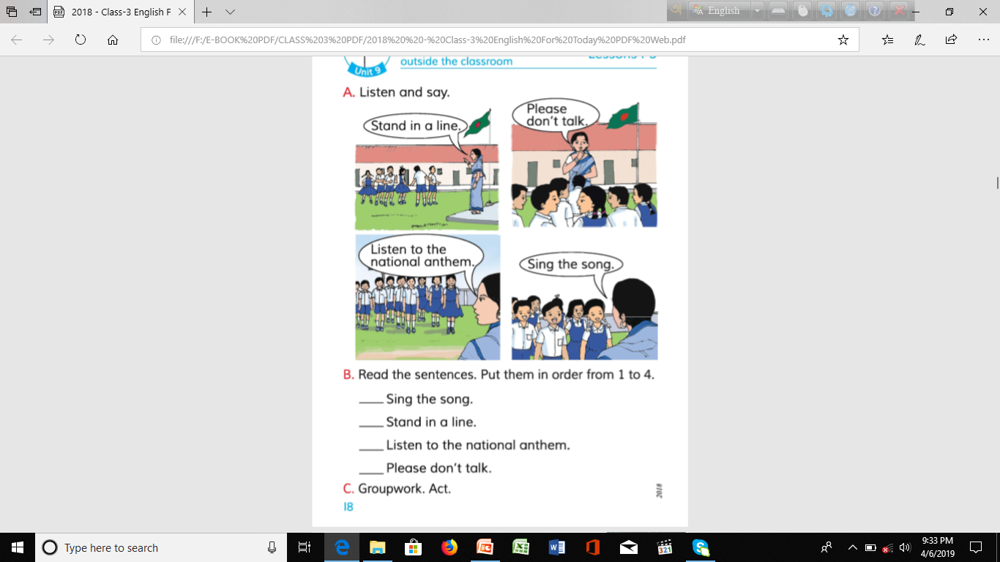 2018 - Class-3 English F
English
file:///F:/E-BOOK%20PDF/CLASS%203%20PDF/2018%20%20-%20Class-3%20English%20For%20Today%20PDF%20Web.pdf
Unit 9
outside the classroom
A. Listen and say.
Stand in a line.
Please
don't talk.
Listen to the
national anthem.
Sing the song.
B. Read the sentences. Put them in order from 1 to 4.
____ Sing the song.
____ Stand in a line.
____ Listen to the national anthem.
____ Please don't talk.
C. Groupwork. Act.
18
2018
Type here to search
9:33 PM
4/6/2019